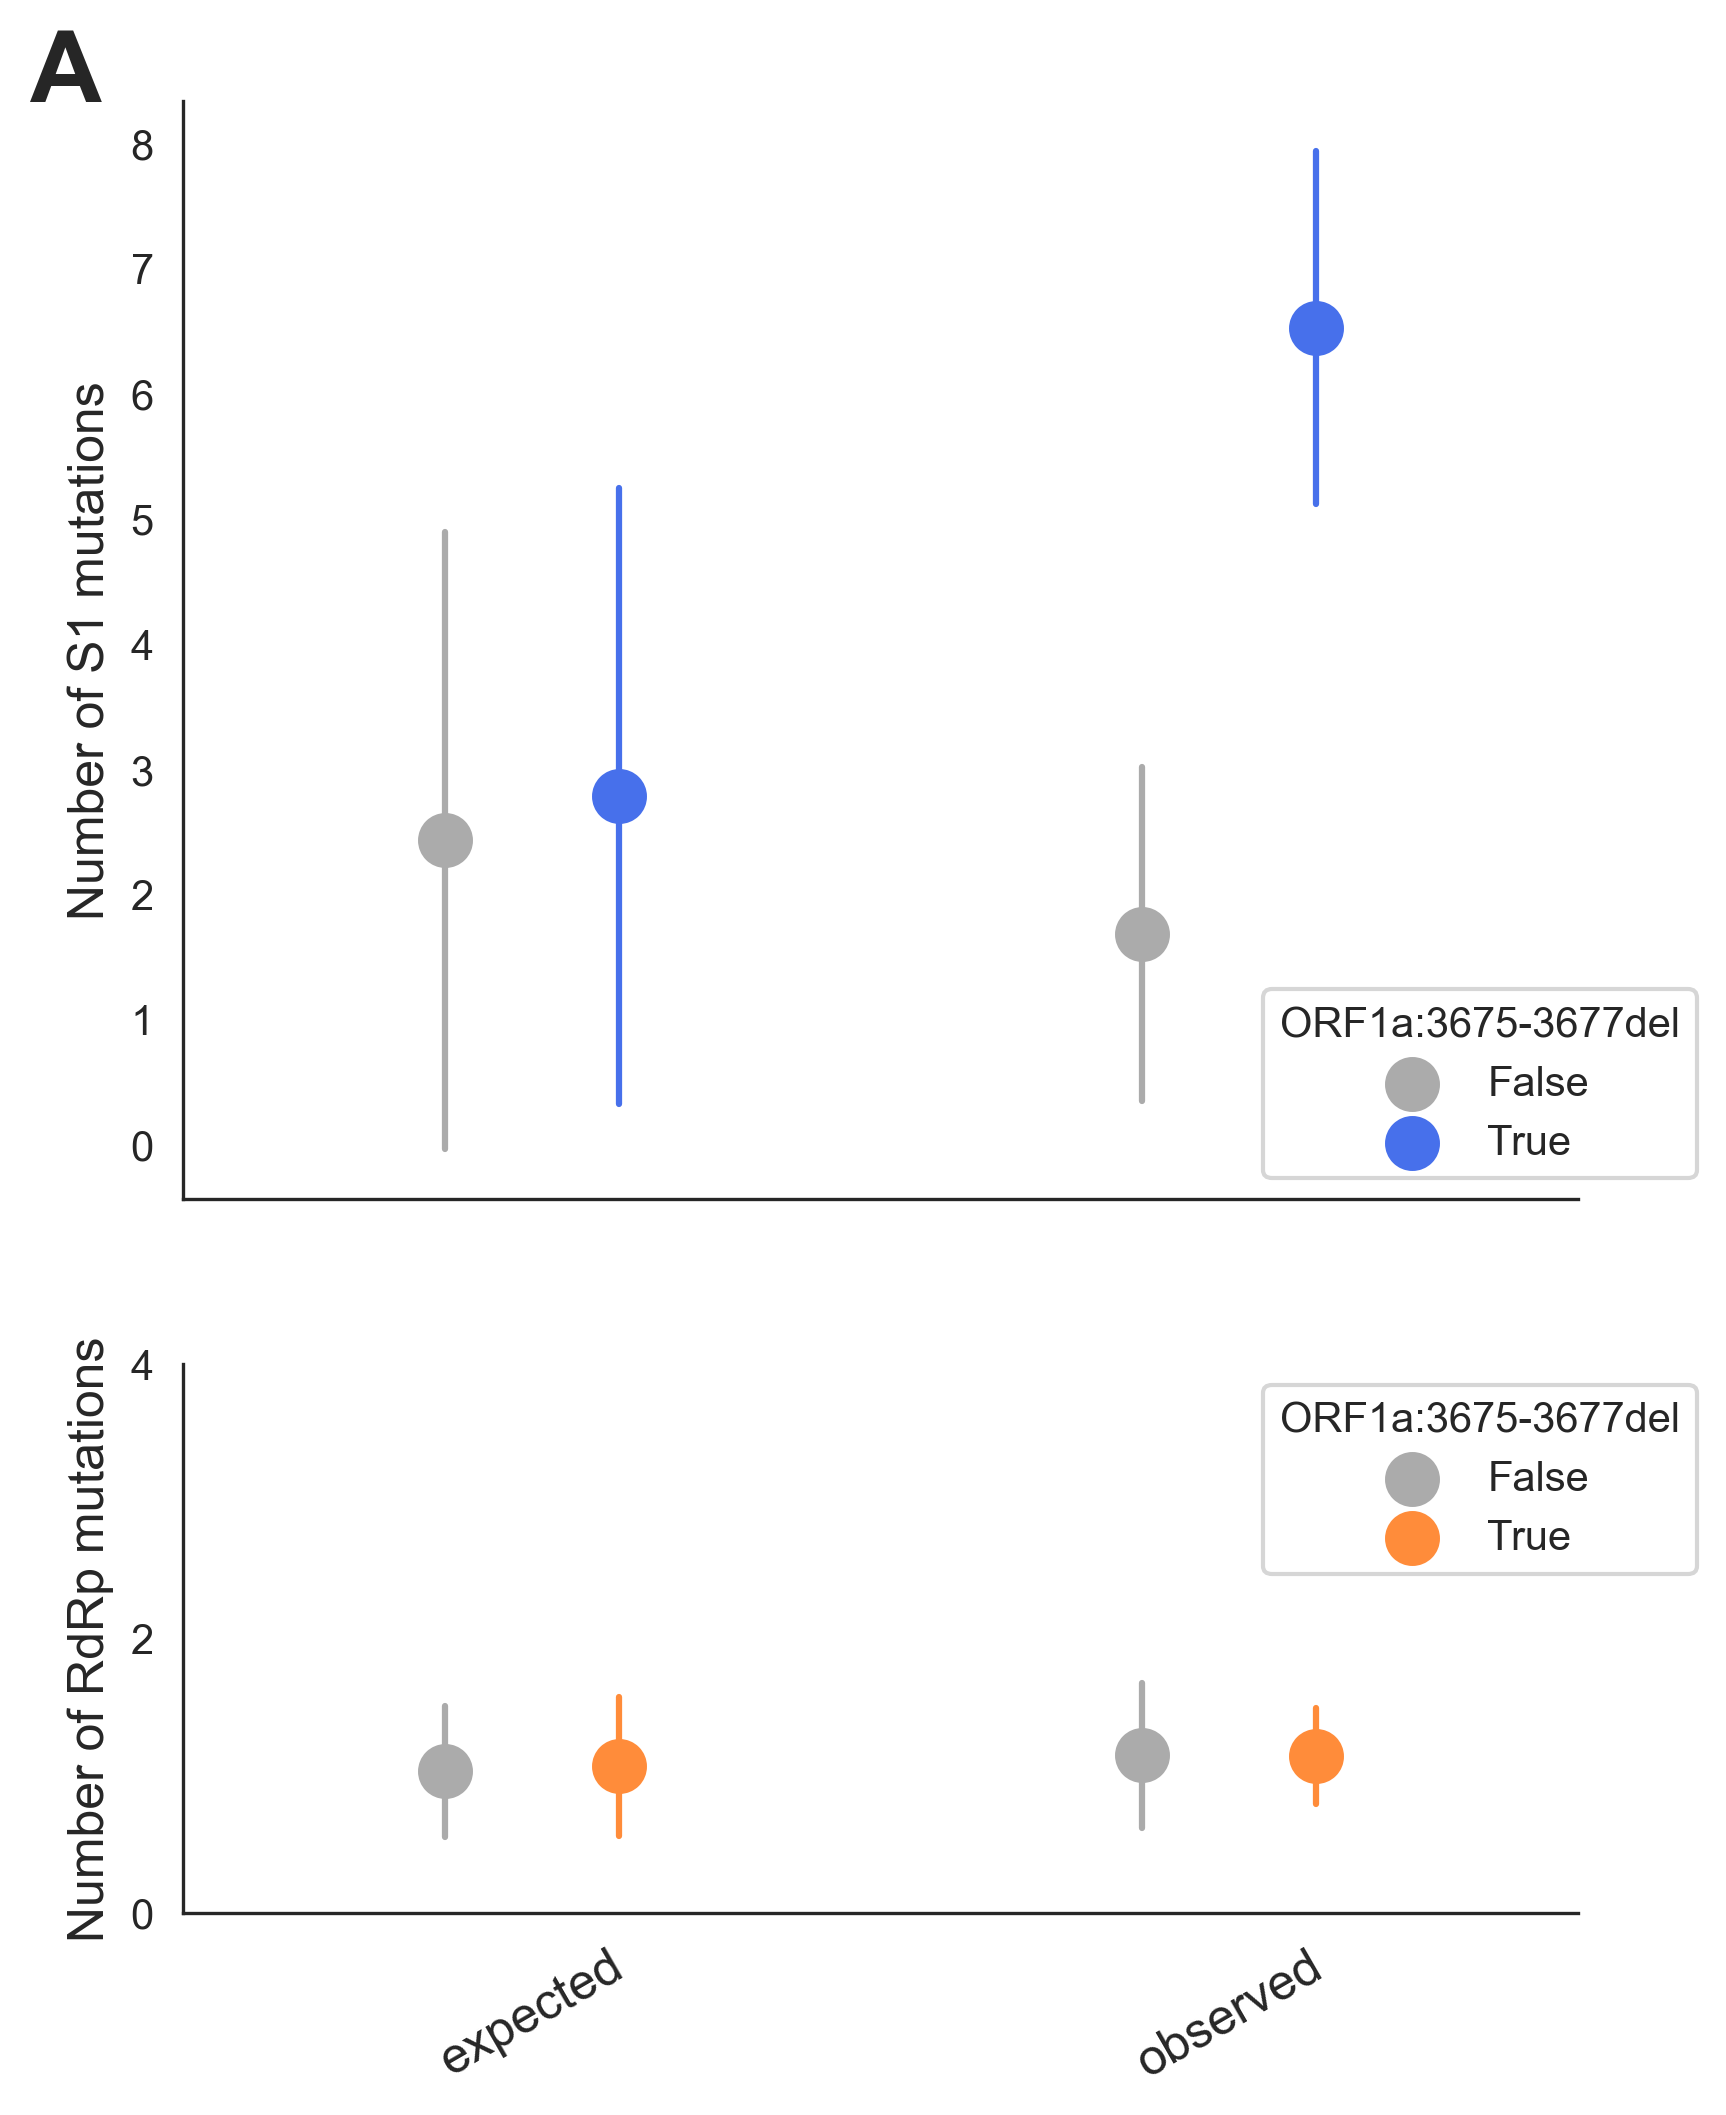 A
Number of S1 mutations
8
7
6
5
4
3
2
1
0
ORF1a:3675-3677del
False
True
Number of RdRp mutations
4
2
0
ORF1a:3675-3677del
False
True
expected
observed